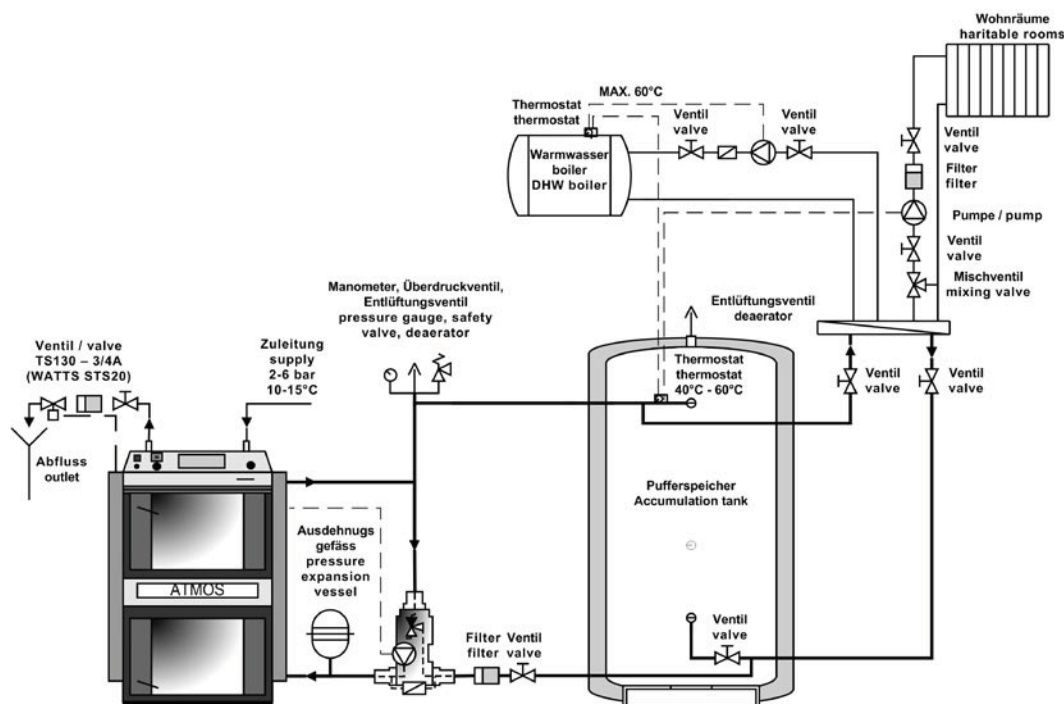 Wohnräume
haritable rooms
MAX. 60°C
Thermostat
thermostat
Ventil
valve
Ventil
valve
Ventil
valve
Warmwasser
boiler
DHW boiler
Filter
filter
Pumpe / pump
Ventil
valve
Mischventil
mixing valve
Manometer, Überdruckventil,
Entlüftungsventil
pressure gauge, safety
valve, deaerator
Entlüftungsventil
deaerator
Ventil / valve
TS130 – 3/4A
(WATTS STS20)
Zuleitung
supply
2-6 bar
10-15°C
Thermostat
thermostat
40°C - 60°C
Ventil
valve
Ventil
valve
Abfluss
outlet
Pufferspeicher
Accumulation tank
Ausdehnugs
gefäss
pressure
expansion
vessel
ATMOS
Filter
filter
Ventil
valve
Ventil
valve